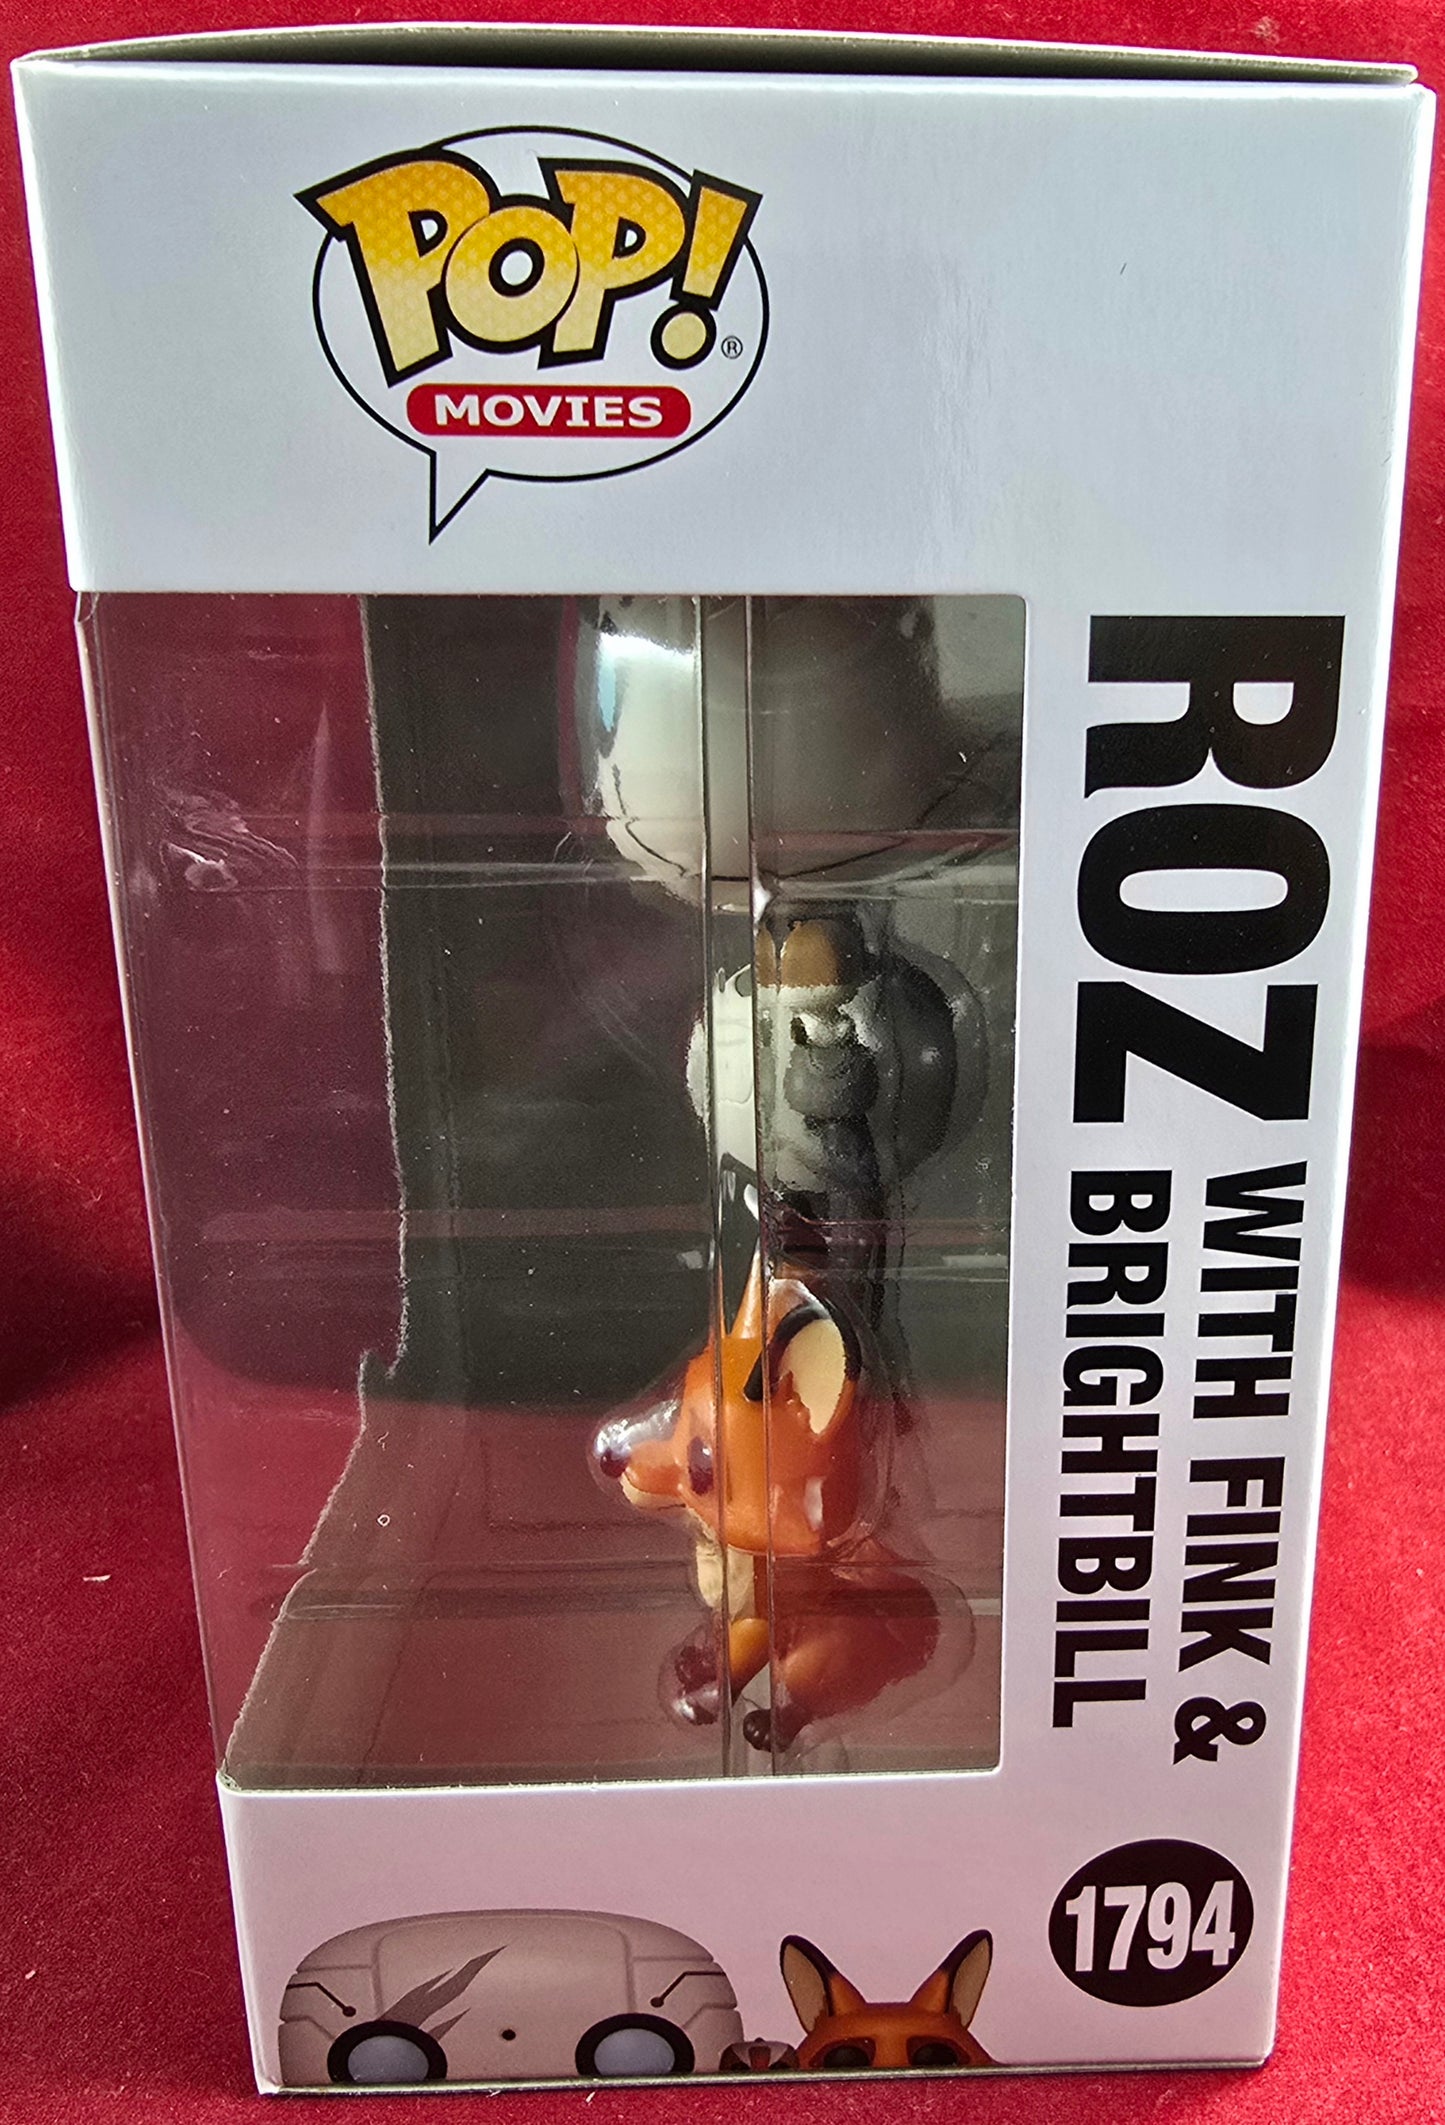 POP! ®
MOVIES
ROZ WITH FINK &
BRIGHTBILL
1794